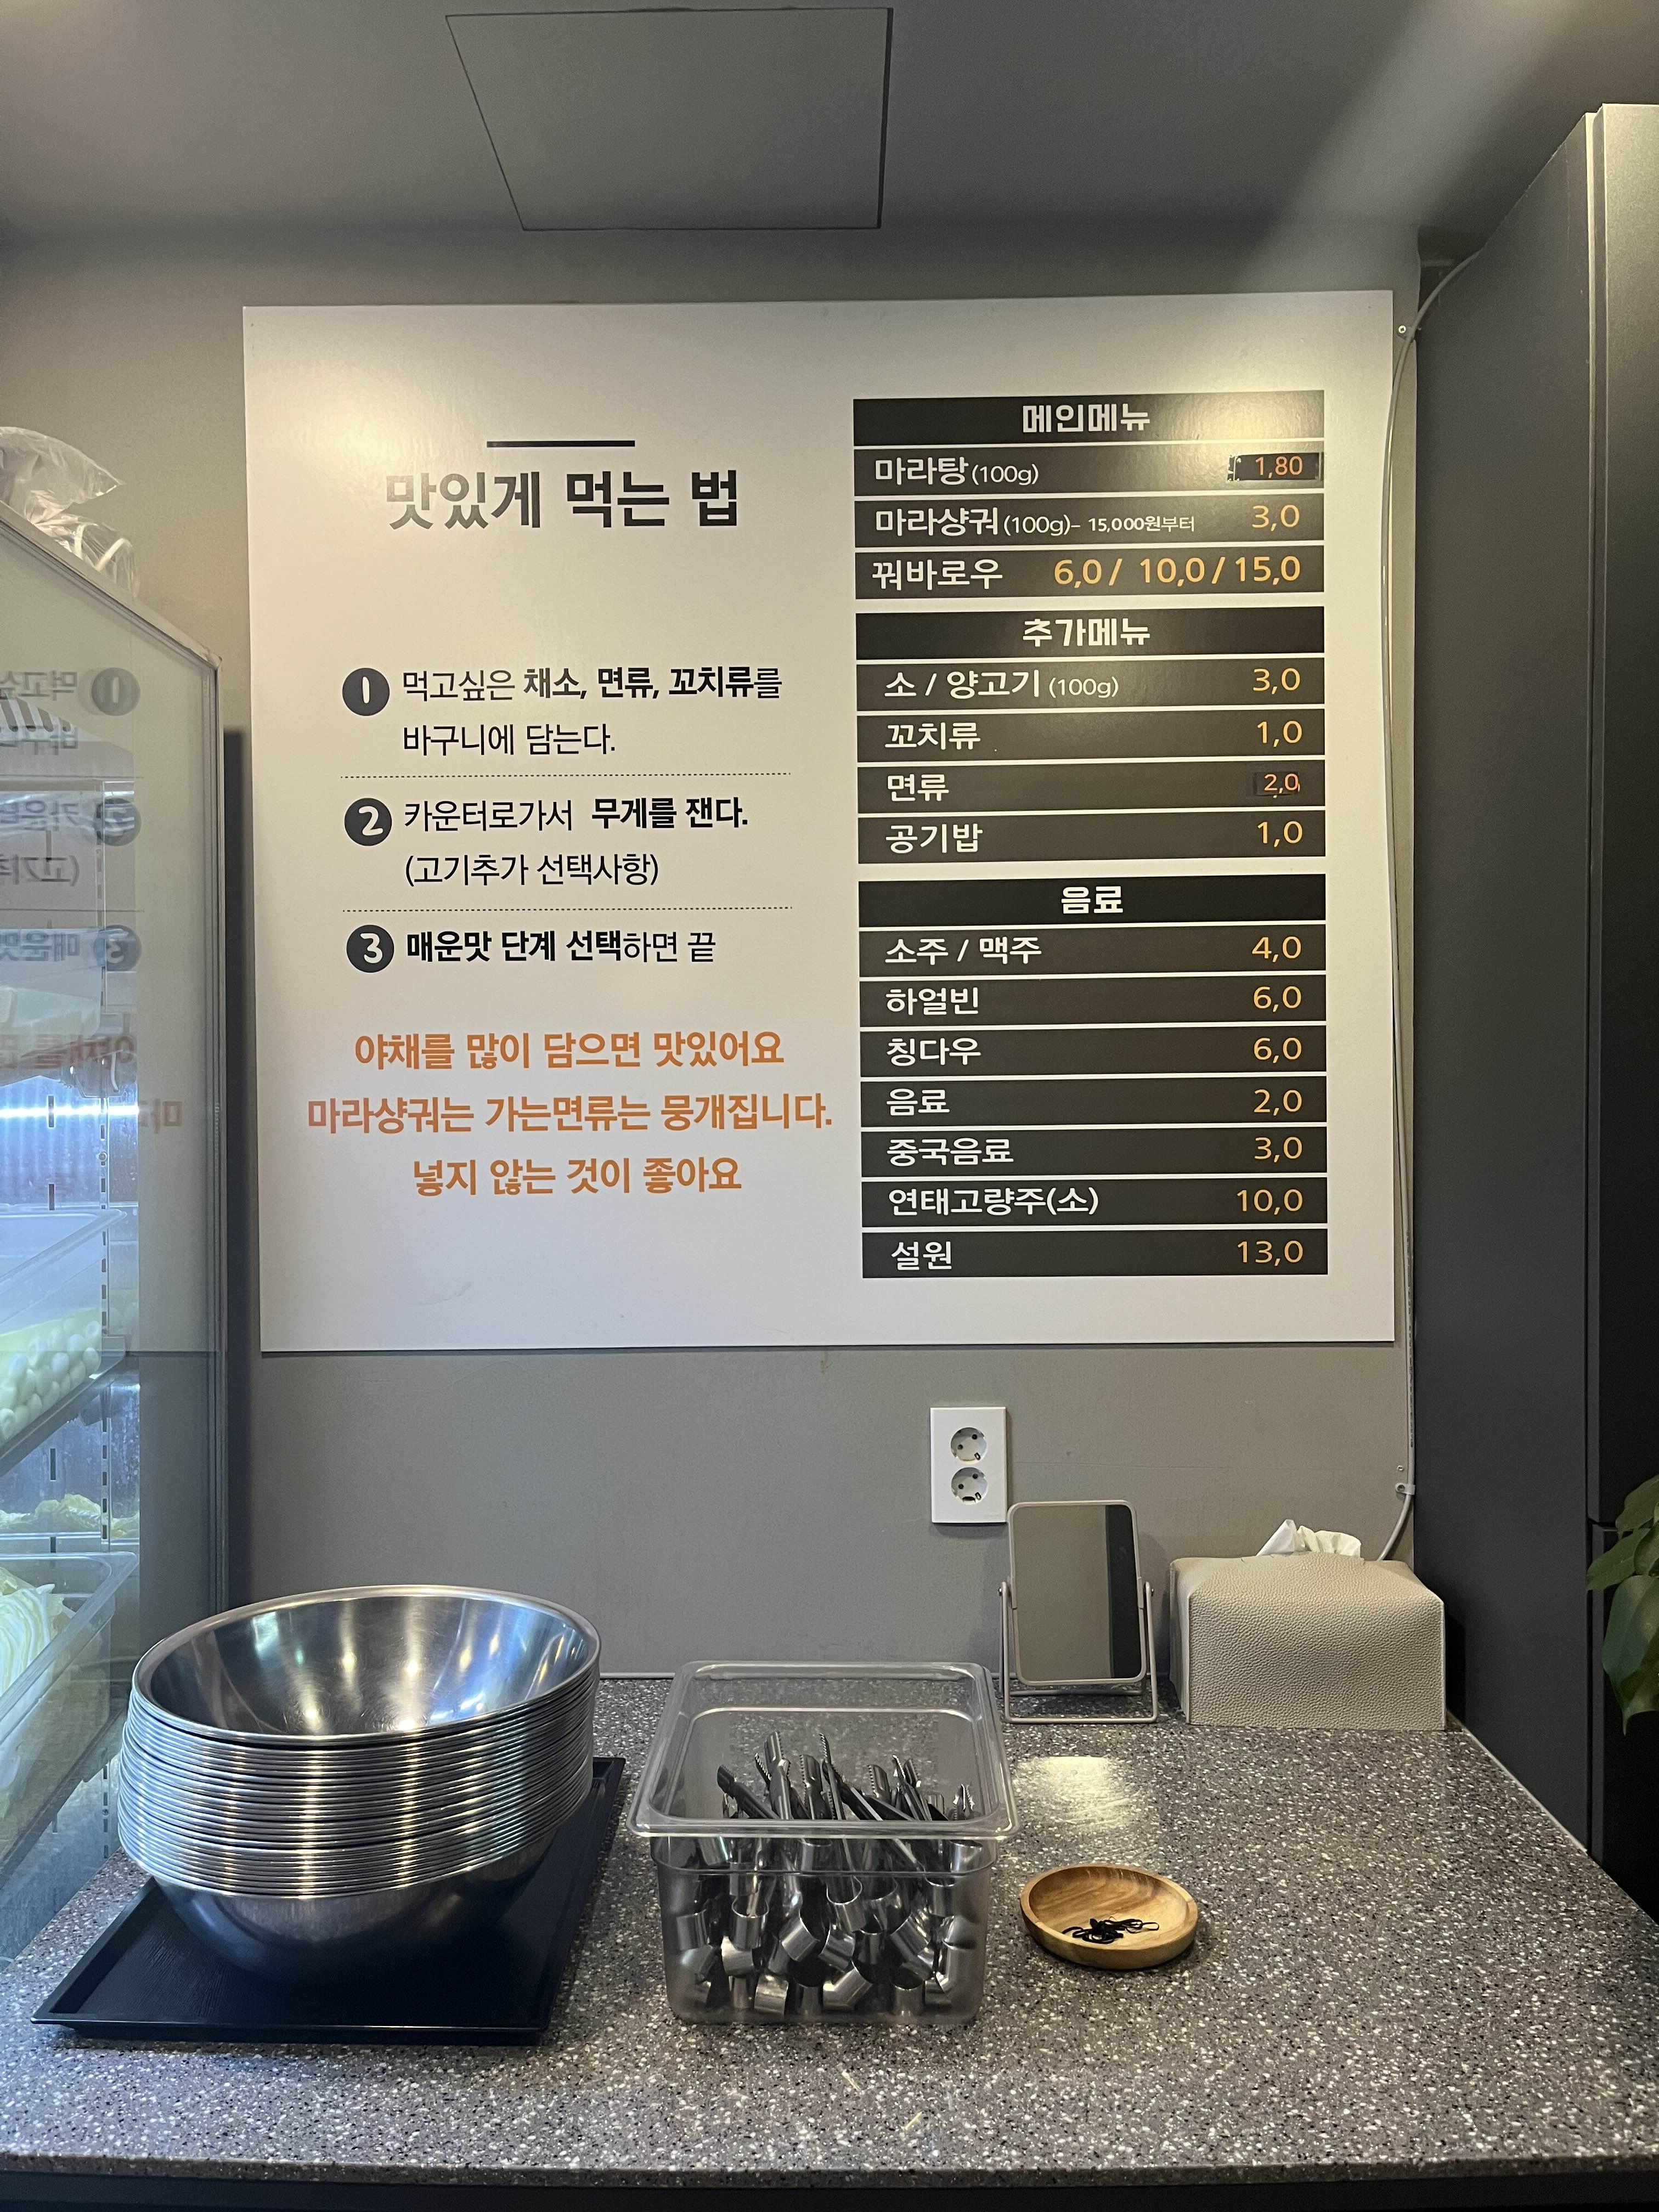 맛있게 먹는 법
1 먹고싶은 채소, 면류, 꼬치류를
바구니에 담는다.
2 카운터로가서 무게를 잰다.
(고기추가 선택사항)
3 매운맛 단계 선택하면 끝
야채를 많이 담으면 맛있어요
마라샹궈는 가는면류는 뭉개집니다.
넣지 않는 것이 좋아요
메인메뉴
마라탕(100g) 1,80
마라샹궈(100g)- 15,000원부터 3,0
꿔바로우 6,0 / 10,0 / 15,0
추가메뉴
소 / 양고기 (100g) 3,0
꼬치류 1,0
면류 2,0
공기밥 1,0
음료
소주 / 맥주 4,0
하얼빈 6,0
칭다우 6,0
음료 2,0
중국음료 3,0
연태고량주(소) 10,0
설원 13,0